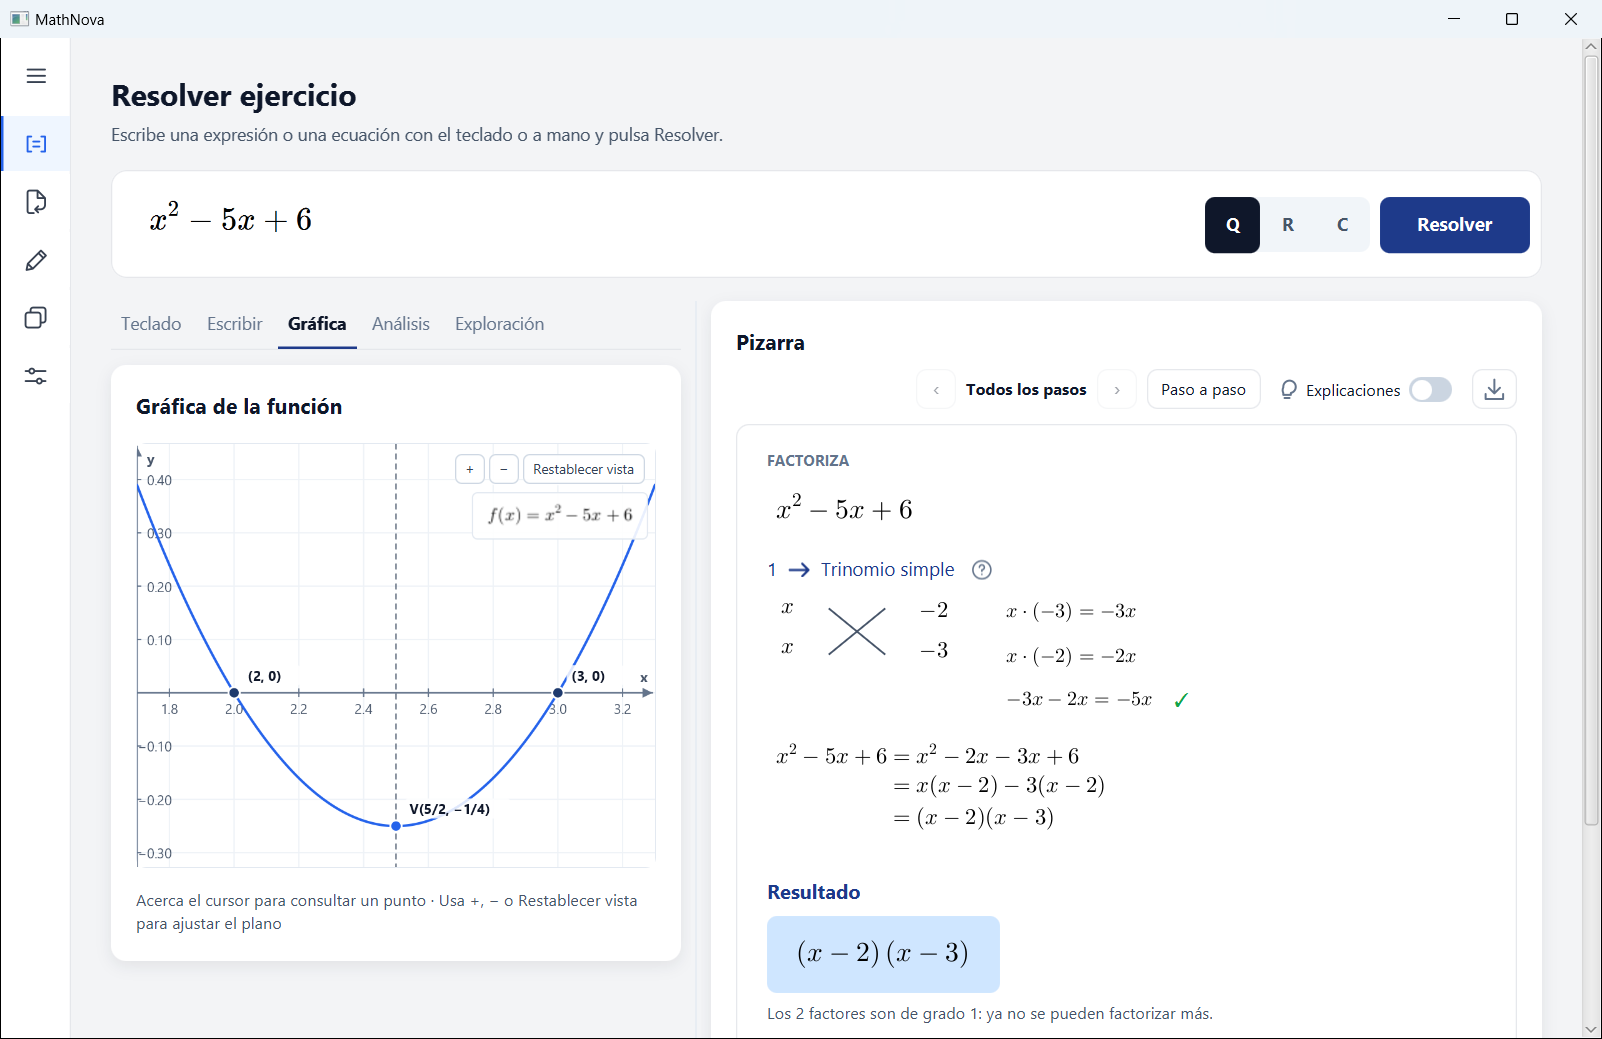 MathNova
Resolver ejercicio
Escribe una expresión o una ecuación con el teclado o a mano y pulsa Resolver.
x² − 5x + 6
Q R C Resolver
Teclado Escribir Gráfica Análisis Exploración
Gráfica de la función
+ − Restablecer vista
f(x) = x² − 5x + 6
y
0.40
0.30
0.20
0.10
(2, 0) (3, 0) x
1.8 2.0 2.2 2.4 2.6 2.8 3.0 3.2
−0.10
−0.20
V(5/2, −1/4)
−0.30
Acerca el cursor para consultar un punto · Usa +, − o Restablecer vista
para ajustar el plano
Pizarra
‹ Todos los pasos › Paso a paso Explicaciones
FACTORIZA
x² − 5x + 6
1 → Trinomio simple ?
x −2 x · (−3) = −3x
x −3 x · (−2) = −2x
−3x − 2x = −5x ✓
x² − 5x + 6 = x² − 2x − 3x + 6
= x(x − 2) − 3(x − 2)
= (x − 2)(x − 3)
Resultado
(x − 2) (x − 3)
Los 2 factores son de grado 1: ya no se pueden factorizar más.